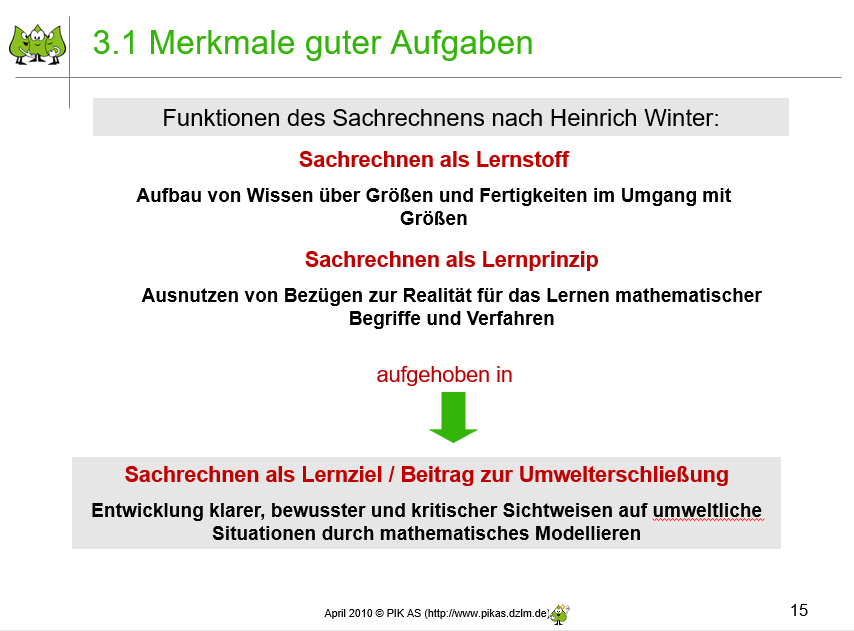 3.1 Merkmale guter Aufgaben
Funktionen des Sachrechnens nach Heinrich Winter:
Sachrechnen als Lernstoff
Aufbau von Wissen über Größen und Fertigkeiten im Umgang mit
Größen
Sachrechnen als Lernprinzip
Ausnutzen von Bezügen zur Realität für das Lernen mathematischer
Begriffe und Verfahren
aufgehoben in
Sachrechnen als Lernziel / Beitrag zur Umwelterschließung
Entwicklung klarer, bewusster und kritischer Sichtweisen auf umweltliche
Situationen durch mathematisches Modellieren
April 2010 © PIK AS (http://www.pikas.dzlm.de)
15